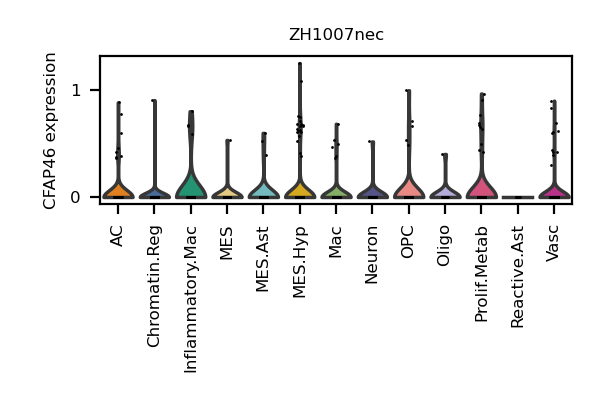 ZH1007nec
CFAP46 expression
1
0
AC
Chromatin.Reg
Inflammatory.Mac
MES
MES.Ast
MES.Hyp
Mac
Neuron
OPC
Oligo
Prolif.Metab
Reactive.Ast
Vasc